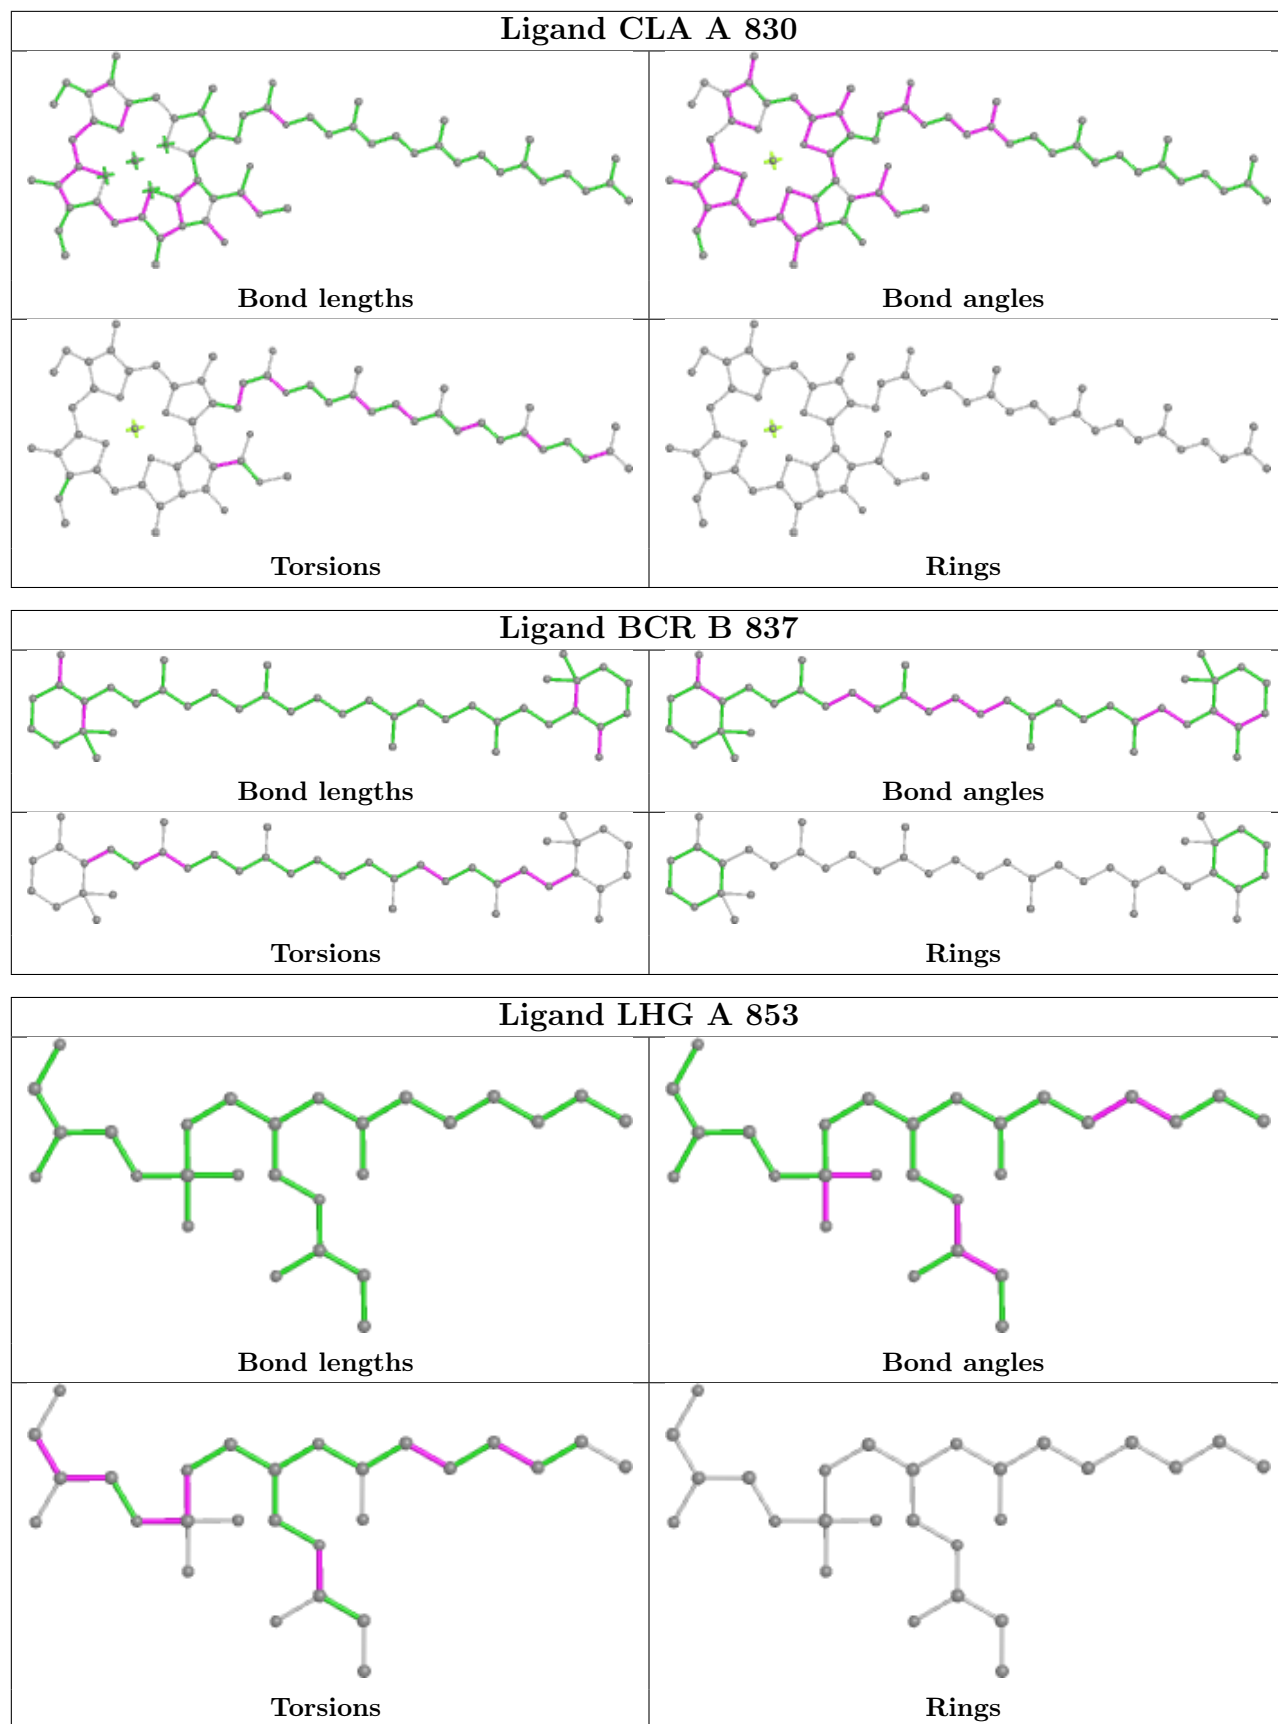 Ligand CLA A 830
Bond lengths
Bond angles
Torsions
Rings
Ligand BCR B 837
Bond lengths
Bond angles
Torsions
Rings
Ligand LHG A 853
Bond lengths
Bond angles
Torsions
Rings